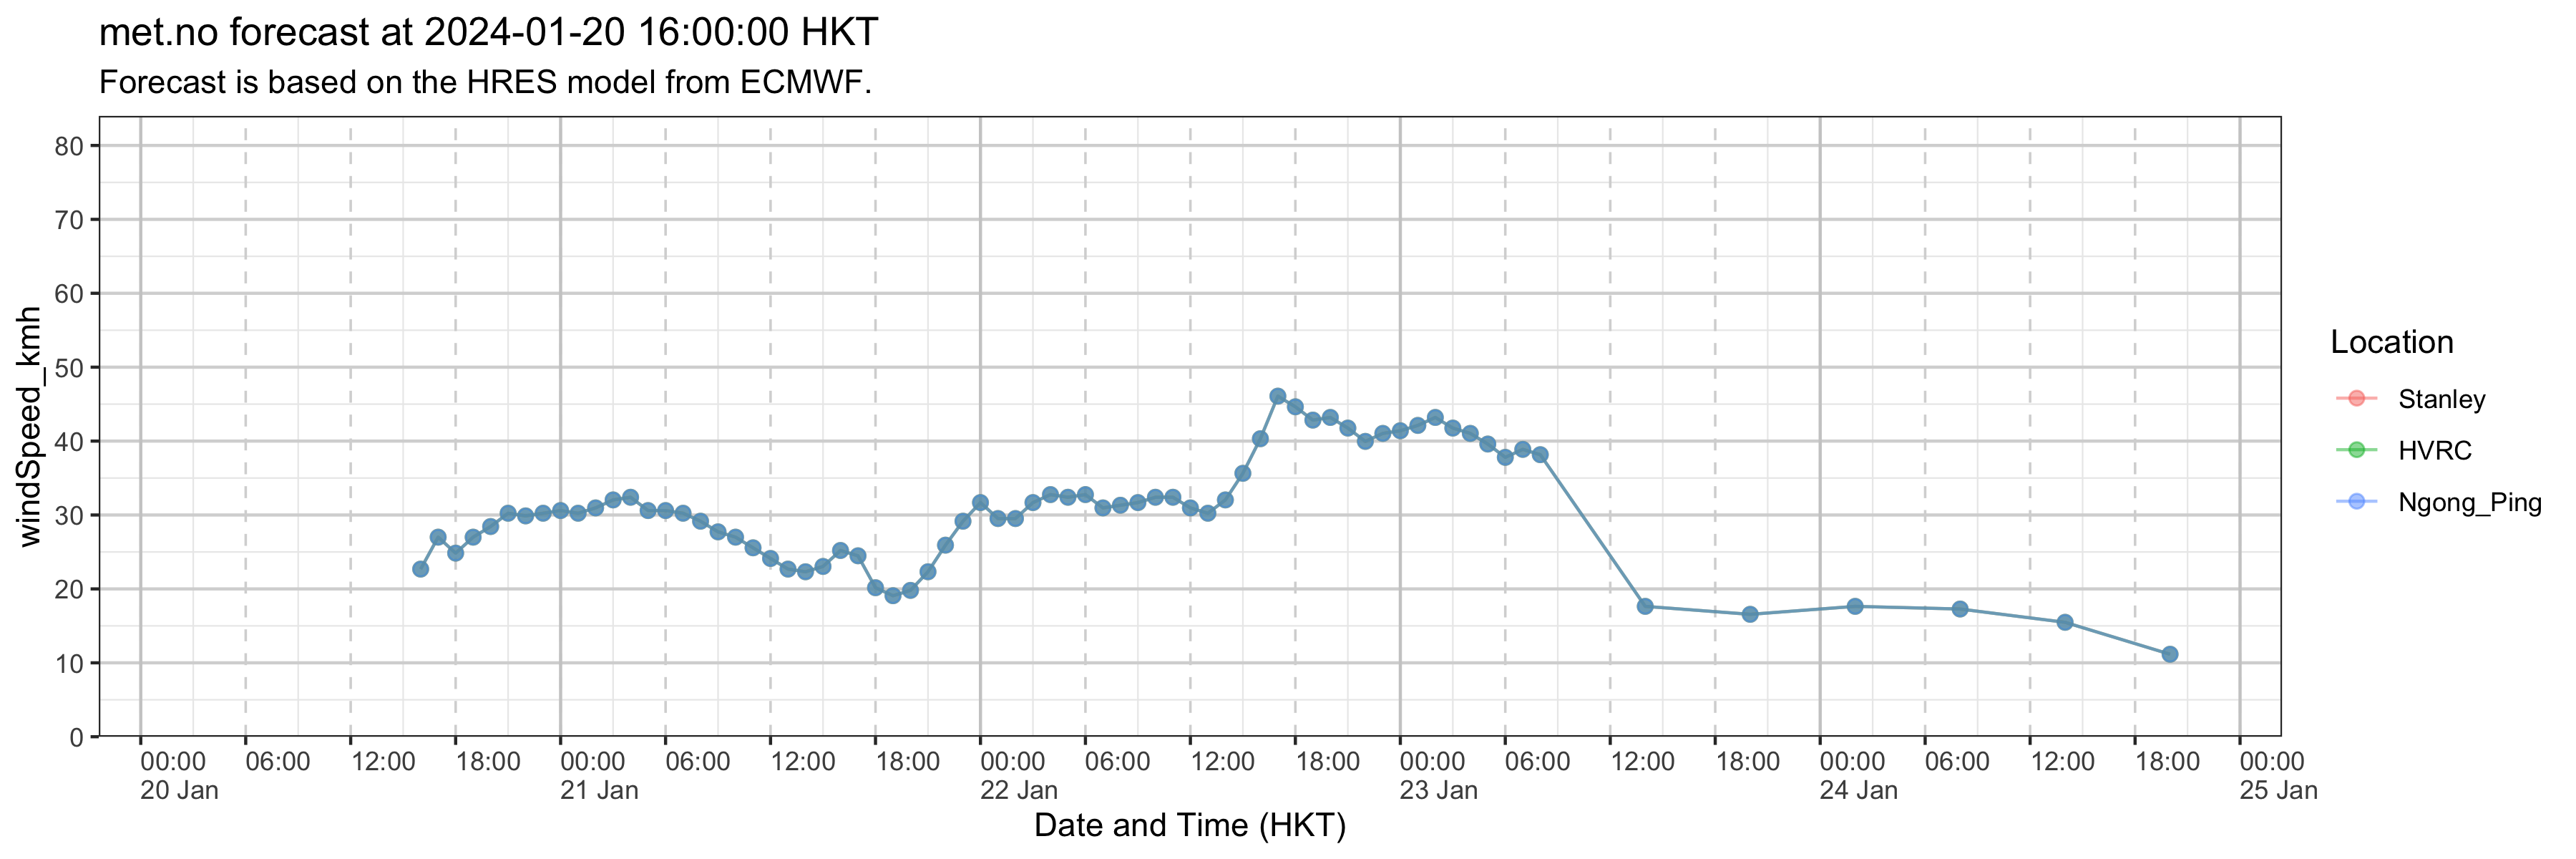 met.no forecast at 2024-01-20 16:00:00 HKT
Forecast is based on the HRES model from ECMWF.
80
70
60
50
40
30
20
10
0
windSpeed_kmh
00:00 06:00 12:00 18:00 00:00 06:00 12:00 18:00 00:00 06:00 12:00 18:00 00:00 06:00 12:00 18:00 00:00 06:00 12:00 18:00 00:00
20 Jan 21 Jan 22 Jan 23 Jan 24 Jan 25 Jan
Date and Time (HKT)
Location
Stanley
HVRC
Ngong_Ping